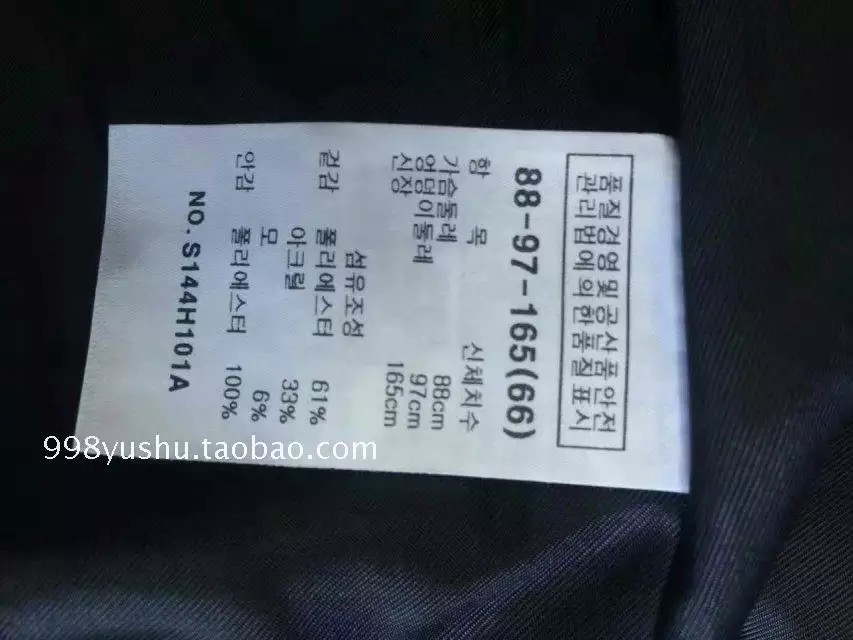 품질경영및공산품안전
관리법에의한품질표시
88-97-165(66)
항 목 신체치수
가슴둘레 88cm
엉덩이둘레 97cm
신장 165cm
섬유조성
겉감 폴리에스터 61%
아크릴 33%
모 6%
안감 폴리에스터 100%
NO. S144H101A
998yushu.taobao.com